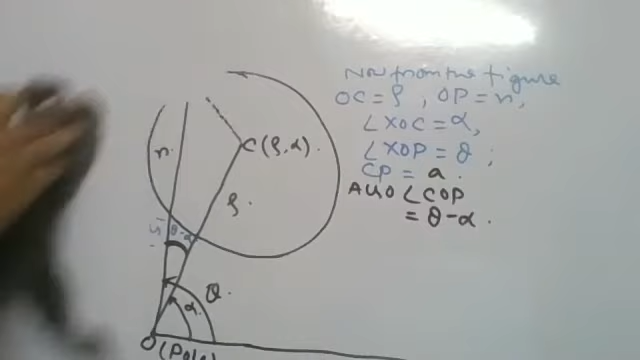 Now from the figure
OC = ρ , OP = r,
∠XOC = α,
∠XOP = θ ;
CP = a .
Also ∠COP
= θ-α .
C(ρ,α) .
r
ρ .
θ-α
θ .
α
O (Pole)